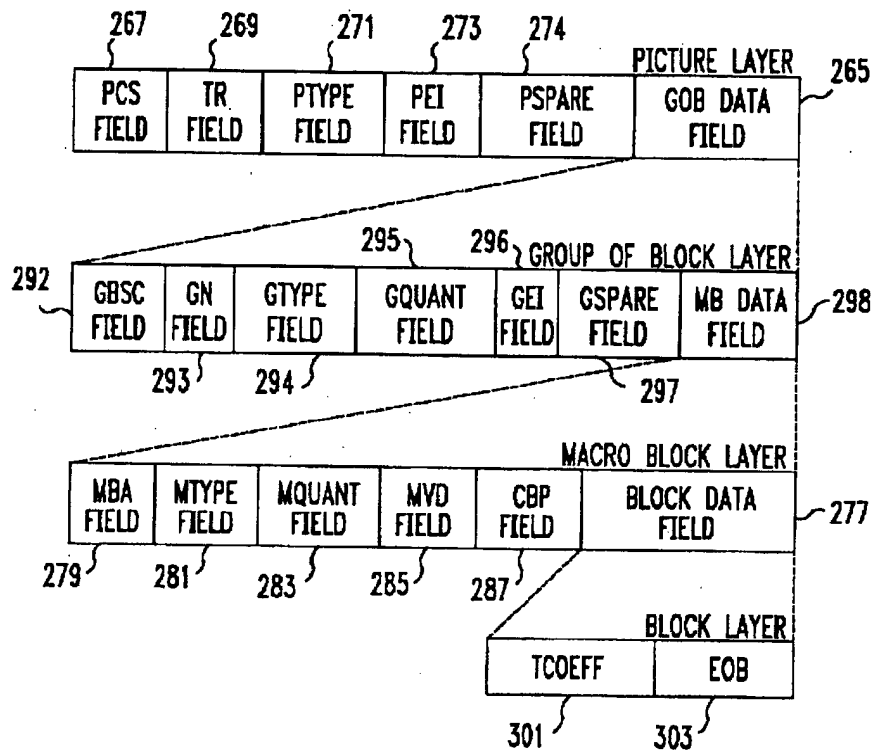 267 269 271 273 274
PICTURE LAYER
PCS FIELD TR FIELD PTYPE FIELD PEI FIELD PSPARE FIELD GOB DATA FIELD 265
295 296
GROUP OF BLOCK LAYER
292 GBSC FIELD GN FIELD GTYPE FIELD GQUANT FIELD GEI FIELD GSPARE FIELD MB DATA FIELD 298
293 294 297
MACRO BLOCK LAYER
MBA FIELD MTYPE FIELD MQUANT FIELD MVD FIELD CBP FIELD BLOCK DATA FIELD 277
279 281 283 285 287
BLOCK LAYER
TCOEFF EOB
301 303